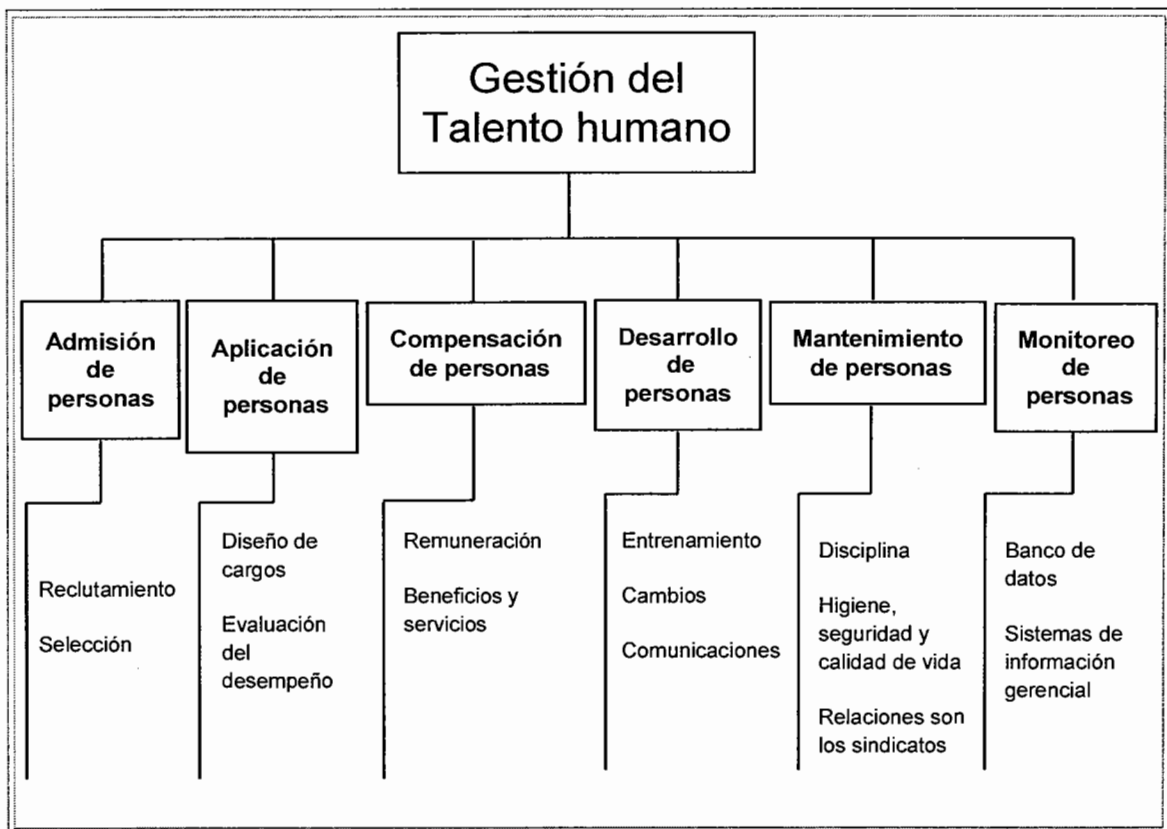 Gestión del
Talento humano
Admisión
de
personas
Aplicación
de
personas
Compensación
de personas
Desarrollo
de
personas
Mantenimiento
de personas
Monitoreo
de
personas
Reclutamiento
Selección
Diseño de
cargos
Evaluación
del
desempeño
Remuneración
Beneficios y
servicios
Entrenamiento
Cambios
Comunicaciones
Disciplina
Higiene,
seguridad y
calidad de vida
Relaciones son
los sindicatos
Banco de
datos
Sistemas de
información
gerencial